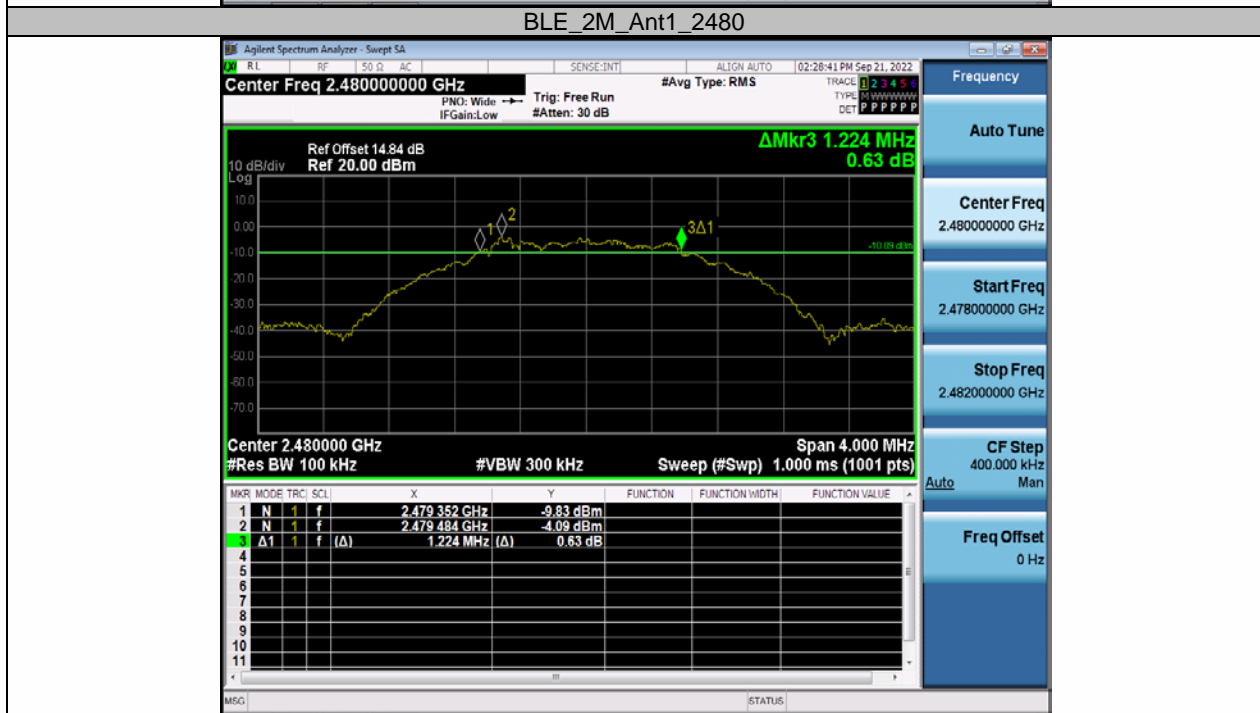 BLE_2M_Ant1_2480
Agilent Spectrum Analyzer - Swept SA
RL RF 50 Ω AC SENSE:INT ALIGN AUTO 02:28:41 PM Sep 21, 2022
Center Freq 2.480000000 GHz
PNO: Wide
IFGain:Low
Trig: Free Run
#Atten: 30 dB
#Avg Type: RMS
TRACE 1 2 3 4 5 6
TYPE M WWWWW
DET P P P P P P
Frequency
Auto Tune
Center Freq
2.480000000 GHz
Start Freq
2.478000000 GHz
Stop Freq
2.482000000 GHz
CF Step
400.000 kHz
Auto Man
Freq Offset
0 Hz
ΔMkr3 1.224 MHz
0.63 dB
Ref Offset 14.84 dB
10 dB/div Ref 20.00 dBm
Log
10.0
0.00
-10.0
-20.0
-30.0
-40.0
-50.0
-60.0
-70.0
1
2
3Δ1
-10.09 dBm
Center 2.480000 GHz Span 4.000 MHz
#Res BW 100 kHz #VBW 300 kHz Sweep (#Swp) 1.000 ms (1001 pts)
MKR MODE TRC SCL X Y FUNCTION FUNCTION WIDTH FUNCTION VALUE
1 N 1 f 2.479 352 GHz -9.83 dBm
2 N 1 f 2.479 484 GHz -4.09 dBm
3 Δ1 1 f (Δ) 1.224 MHz (Δ) 0.63 dB
4
5
6
7
8
9
10
11
MSG STATUS